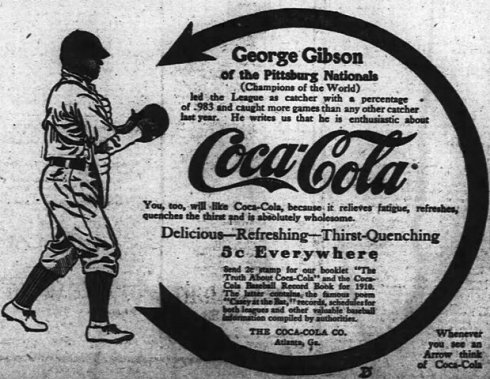 George Gibson
of the Pittsburg Nationals
(Champions of the World)
led the League as catcher with a percentage
of .983 and caught more games than any other catcher
last year. He writes us that he is enthusiastic about
Coca-Cola
You, too, will like Coca-Cola, because it relieves fatigue, refreshes,
quenches the thirst and is absolutely wholesome.
Delicious—Refreshing—Thirst-Quenching
5c Everywhere
Send 2c stamp for our booklet "The
Truth About Coca-Cola" and the Coca-
Cola Baseball Record Book for 1910.
The latter contains the famous poem
"Casey at the Bat," records, schedules for
both leagues and other valuable baseball
information compiled by authorities.
THE COCA-COLA CO.
Atlanta, Ga.
Whenever
you see an
Arrow think
of Coca-Cola